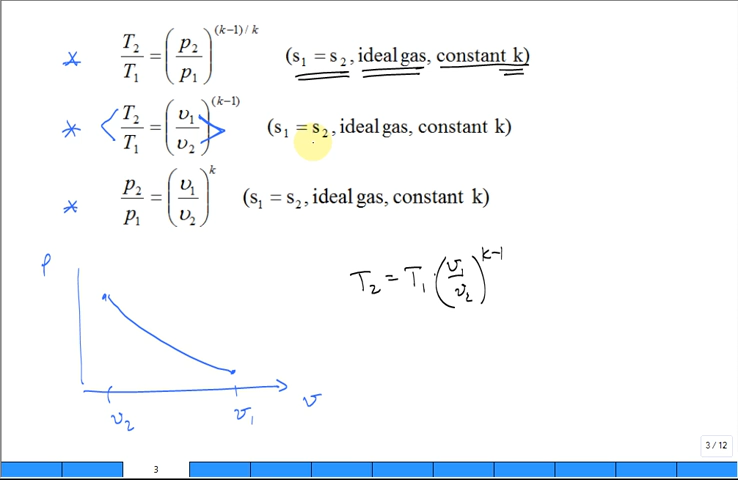 * T₂/T₁ = (p₂/p₁)^(k−1)/k (s₁ = s₂, ideal gas, constant k)
* < T₂/T₁ = (υ₁/υ₂)^(k−1) > (s₁ = s₂, ideal gas, constant k)
* p₂/p₁ = (υ₁/υ₂)^k (s₁ = s₂, ideal gas, constant k)
P
T₂ = T₁ · (υ₁/υ₂)^k−1
υ₂ υ₁ υ
3 / 12
3